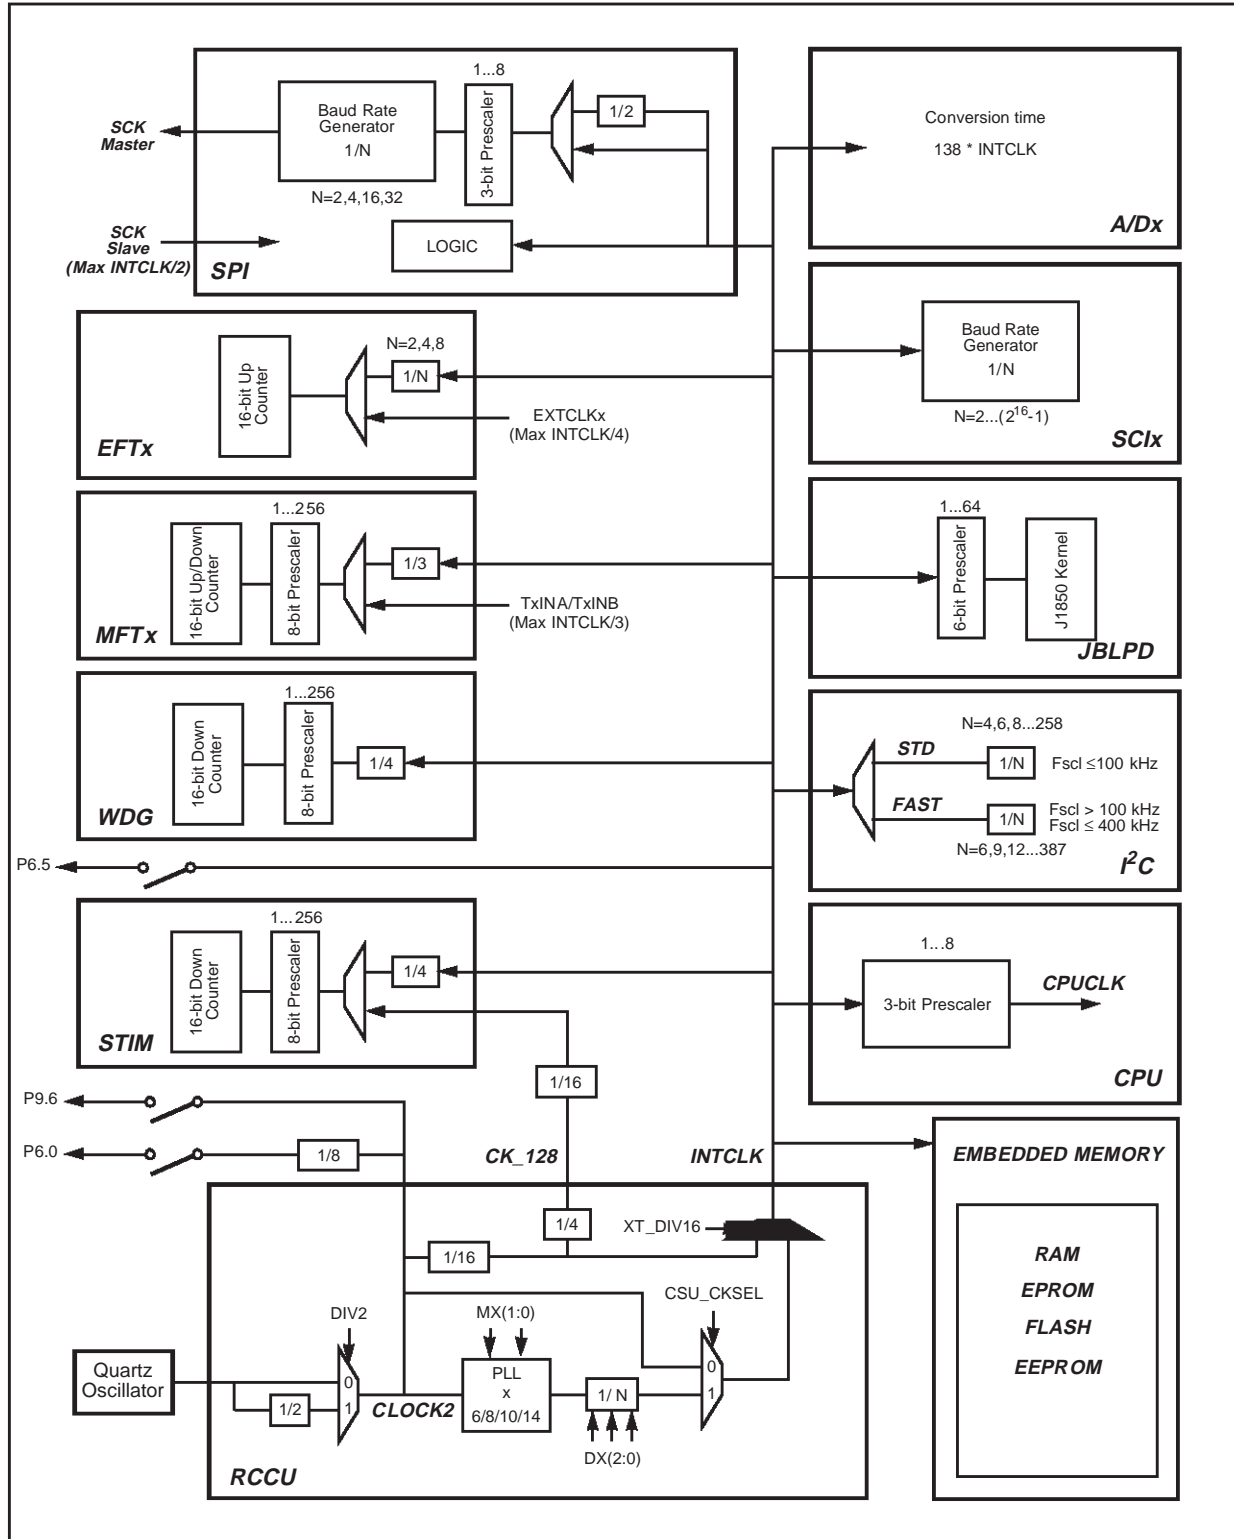 1...8
Baud Rate
Generator
1/N
3-bit Prescaler
1/2
SCK
Master
N=2,4,16,32
SCK
Slave
(Max INTCLK/2)
LOGIC
SPI
Conversion time
138 * INTCLK
A/Dx
N=2,4,8
16-bit Up
Counter
1/N
EXTCLKx
(Max INTCLK/4)
EFTx
Baud Rate
Generator
1/N
N=2...(2¹⁶-1)
SCIx
1...256
16-bit Up/Down
Counter
8-bit Prescaler
1/3
TxINA/TxINB
(Max INTCLK/3)
MFTx
1...64
6-bit Prescaler
J1850 Kernel
JBLPD
1...256
16-bit Down
Counter
8-bit Prescaler
1/4
WDG
N=4,6,8...258
STD
1/N
Fscl ≤100 kHz
FAST
1/N
Fscl > 100 kHz
Fscl ≤ 400 kHz
N=6,9,12...387
I²C
P6.5
1...256
16-bit Down
Counter
8-bit Prescaler
1/4
STIM
1...8
3-bit Prescaler
CPUCLK
CPU
1/16
P9.6
P6.0
1/8
CK_128
INTCLK
EMBEDDED MEMORY
RAM
EPROM
FLASH
EEPROM
1/4
XT_DIV16
1/16
CSU_CKSEL
DIV2
MX(1:0)
Quartz
Oscillator
0
1
1/2
CLOCK2
PLL
x
6/8/10/14
1/ N
0
1
DX(2:0)
RCCU